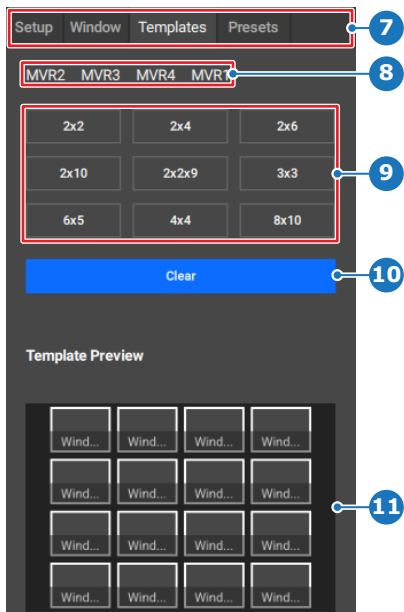 Setup Window Templates Presets 7
MVR2 MVR3 MVR4 MVR1 8
2x2 2x4 2x6
2x10 2x2x9 3x3 9
6x5 4x4 8x10
Clear 10
Template Preview
Wind... Wind... Wind... Wind...
Wind... Wind... Wind... Wind...
11
Wind... Wind... Wind... Wind...
Wind... Wind... Wind... Wind...